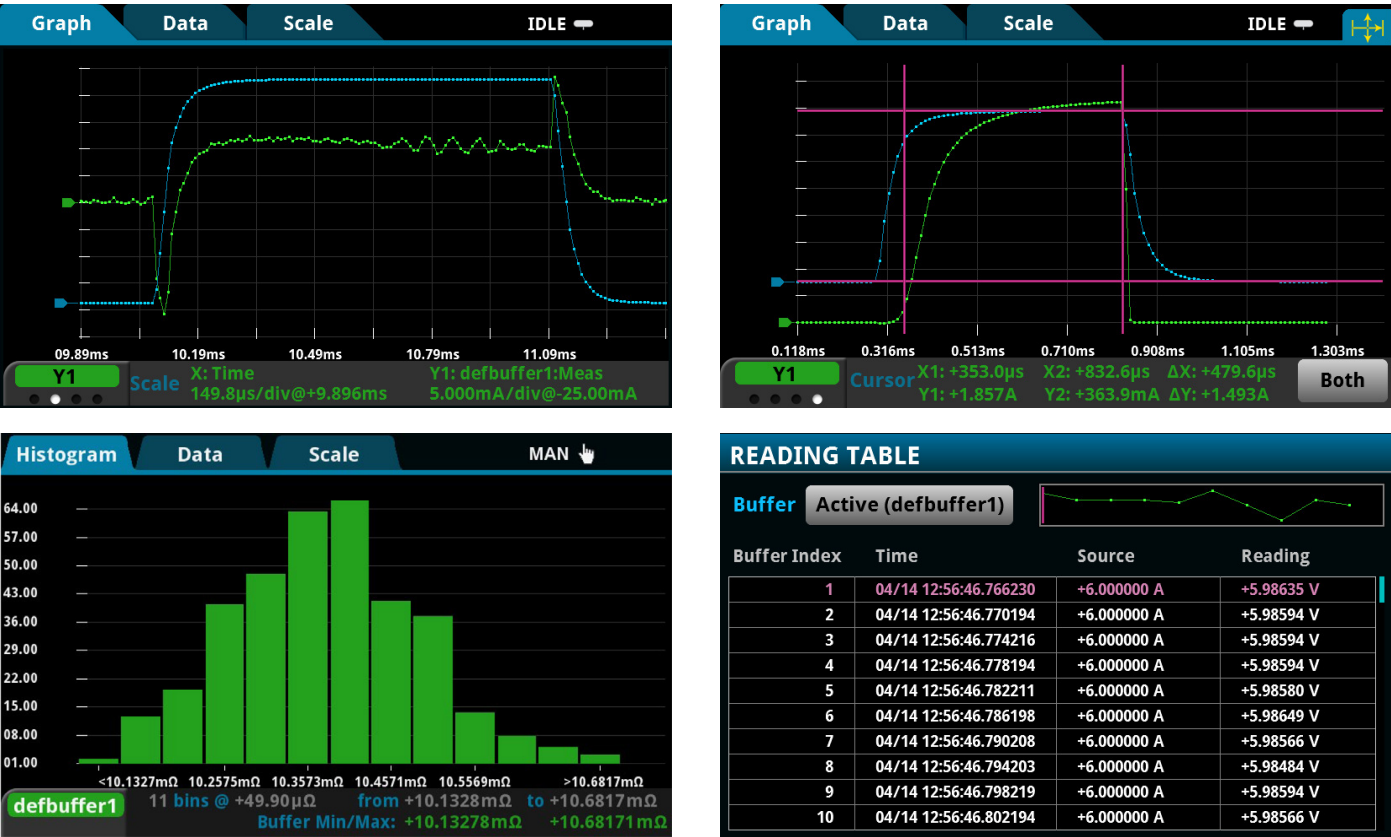 Graph Data Scale IDLE
09.89ms 10.19ms 10.49ms 10.79ms 11.09ms
Y1 Scale X: Time Y1: defbuffer1:Meas
149.8µs/div@+9.896ms 5.000mA/div@-25.00mA
Graph Data Scale IDLE
0.118ms 0.316ms 0.513ms 0.710ms 0.908ms 1.105ms 1.303ms
Y1 Cursor X1: +353.0µs X2: +832.6µs ΔX: +479.6µs
Y1: +1.857A Y2: +363.9mA ΔY: +1.493A
Both
Histogram Data Scale MAN
64.00
57.00
50.00
43.00
36.00
29.00
22.00
15.00
08.00
01.00
<10.1327mΩ 10.2575mΩ 10.3573mΩ 10.4571mΩ 10.5569mΩ >10.6817mΩ
defbuffer1 11 bins @ +49.90µΩ from +10.1328mΩ to +10.6817mΩ
Buffer Min/Max: +10.13278mΩ +10.68171mΩ
READING TABLE
Buffer Active (defbuffer1)
Buffer Index Time Source Reading
1 04/14 12:56:46.766230 +6.000000 A +5.98635 V
2 04/14 12:56:46.770194 +6.000000 A +5.98594 V
3 04/14 12:56:46.774216 +6.000000 A +5.98594 V
4 04/14 12:56:46.778194 +6.000000 A +5.98594 V
5 04/14 12:56:46.782211 +6.000000 A +5.98580 V
6 04/14 12:56:46.786198 +6.000000 A +5.98649 V
7 04/14 12:56:46.790208 +6.000000 A +5.98566 V
8 04/14 12:56:46.794203 +6.000000 A +5.98484 V
9 04/14 12:56:46.798219 +6.000000 A +5.98594 V
10 04/14 12:56:46.802194 +6.000000 A +5.98566 V